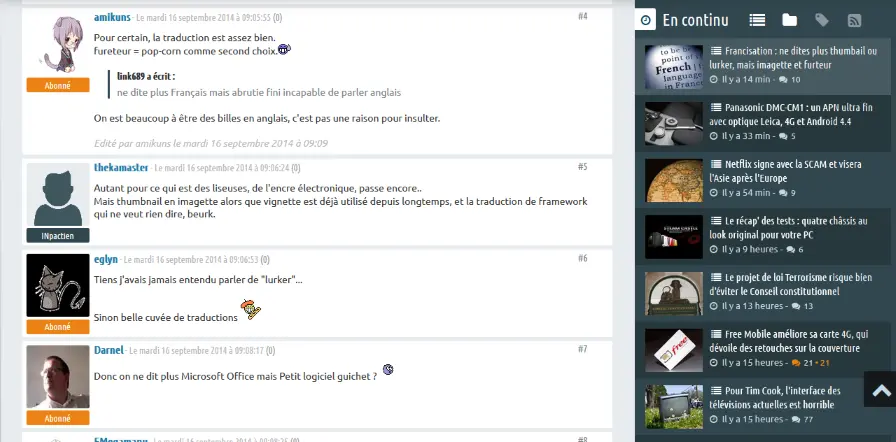 amikuns - Le mardi 16 septembre 2014 à 09:05:55 (0) #4
Abonné
Pour certain, la traduction est assez bien.
fureteur = pop-corn comme second choix.
link689 a écrit :
ne dite plus Français mais abrutie fini incapable de parler anglais
On est beaucoup à être des billes en anglais, c'est pas une raison pour insulter.
Edité par amikuns le mardi 16 septembre 2014 à 09:09
thekamaster - Le mardi 16 septembre 2014 à 09:06:24 (0) #5
INpactien
Autant pour ce qui est des liseuses, de l'encre électronique, passe encore..
Mais thumbnail en imagette alors que vignette est déjà utilisé depuis longtemps, et la traduction de framework
qui ne veut rien dire, beurk.
eglyn - Le mardi 16 septembre 2014 à 09:06:53 (0) #6
Abonné
Tiens j'avais jamais entendu parler de "lurker"...
Sinon belle cuvée de traductions
Darnel - Le mardi 16 septembre 2014 à 09:08:17 (0) #7
Abonné
Donc on ne dit plus Microsoft Office mais Petit logiciel guichet ?
#8
En continu
Francisation : ne dites plus thumbail ou
lurker, mais imagette et furteur
Il y a 14 min - 10
Panasonic DMC-CM1 : un APN ultra fin
avec optique Leica, 4G et Android 4.4
Il y a 33 min - 5
Netflix signe avec la SCAM et visera
l'Asie après l'Europe
Il y a 54 min - 9
Le récap' des tests : quatre châssis au
look original pour votre PC
Il y a 9 heures - 6
Le projet de loi Terrorisme risque bien
d'éviter le Conseil constitutionnel
Il y a 13 heures - 13
Free Mobile améliore sa carte 4G, qui
dévoile des retouches sur la couverture
Il y a 15 heures - 21 • 21
Pour Tim Cook, l'interface des
télévisions actuelles est horrible
Il y a 15 heures - 77
to be
point of
French
language
in France
free